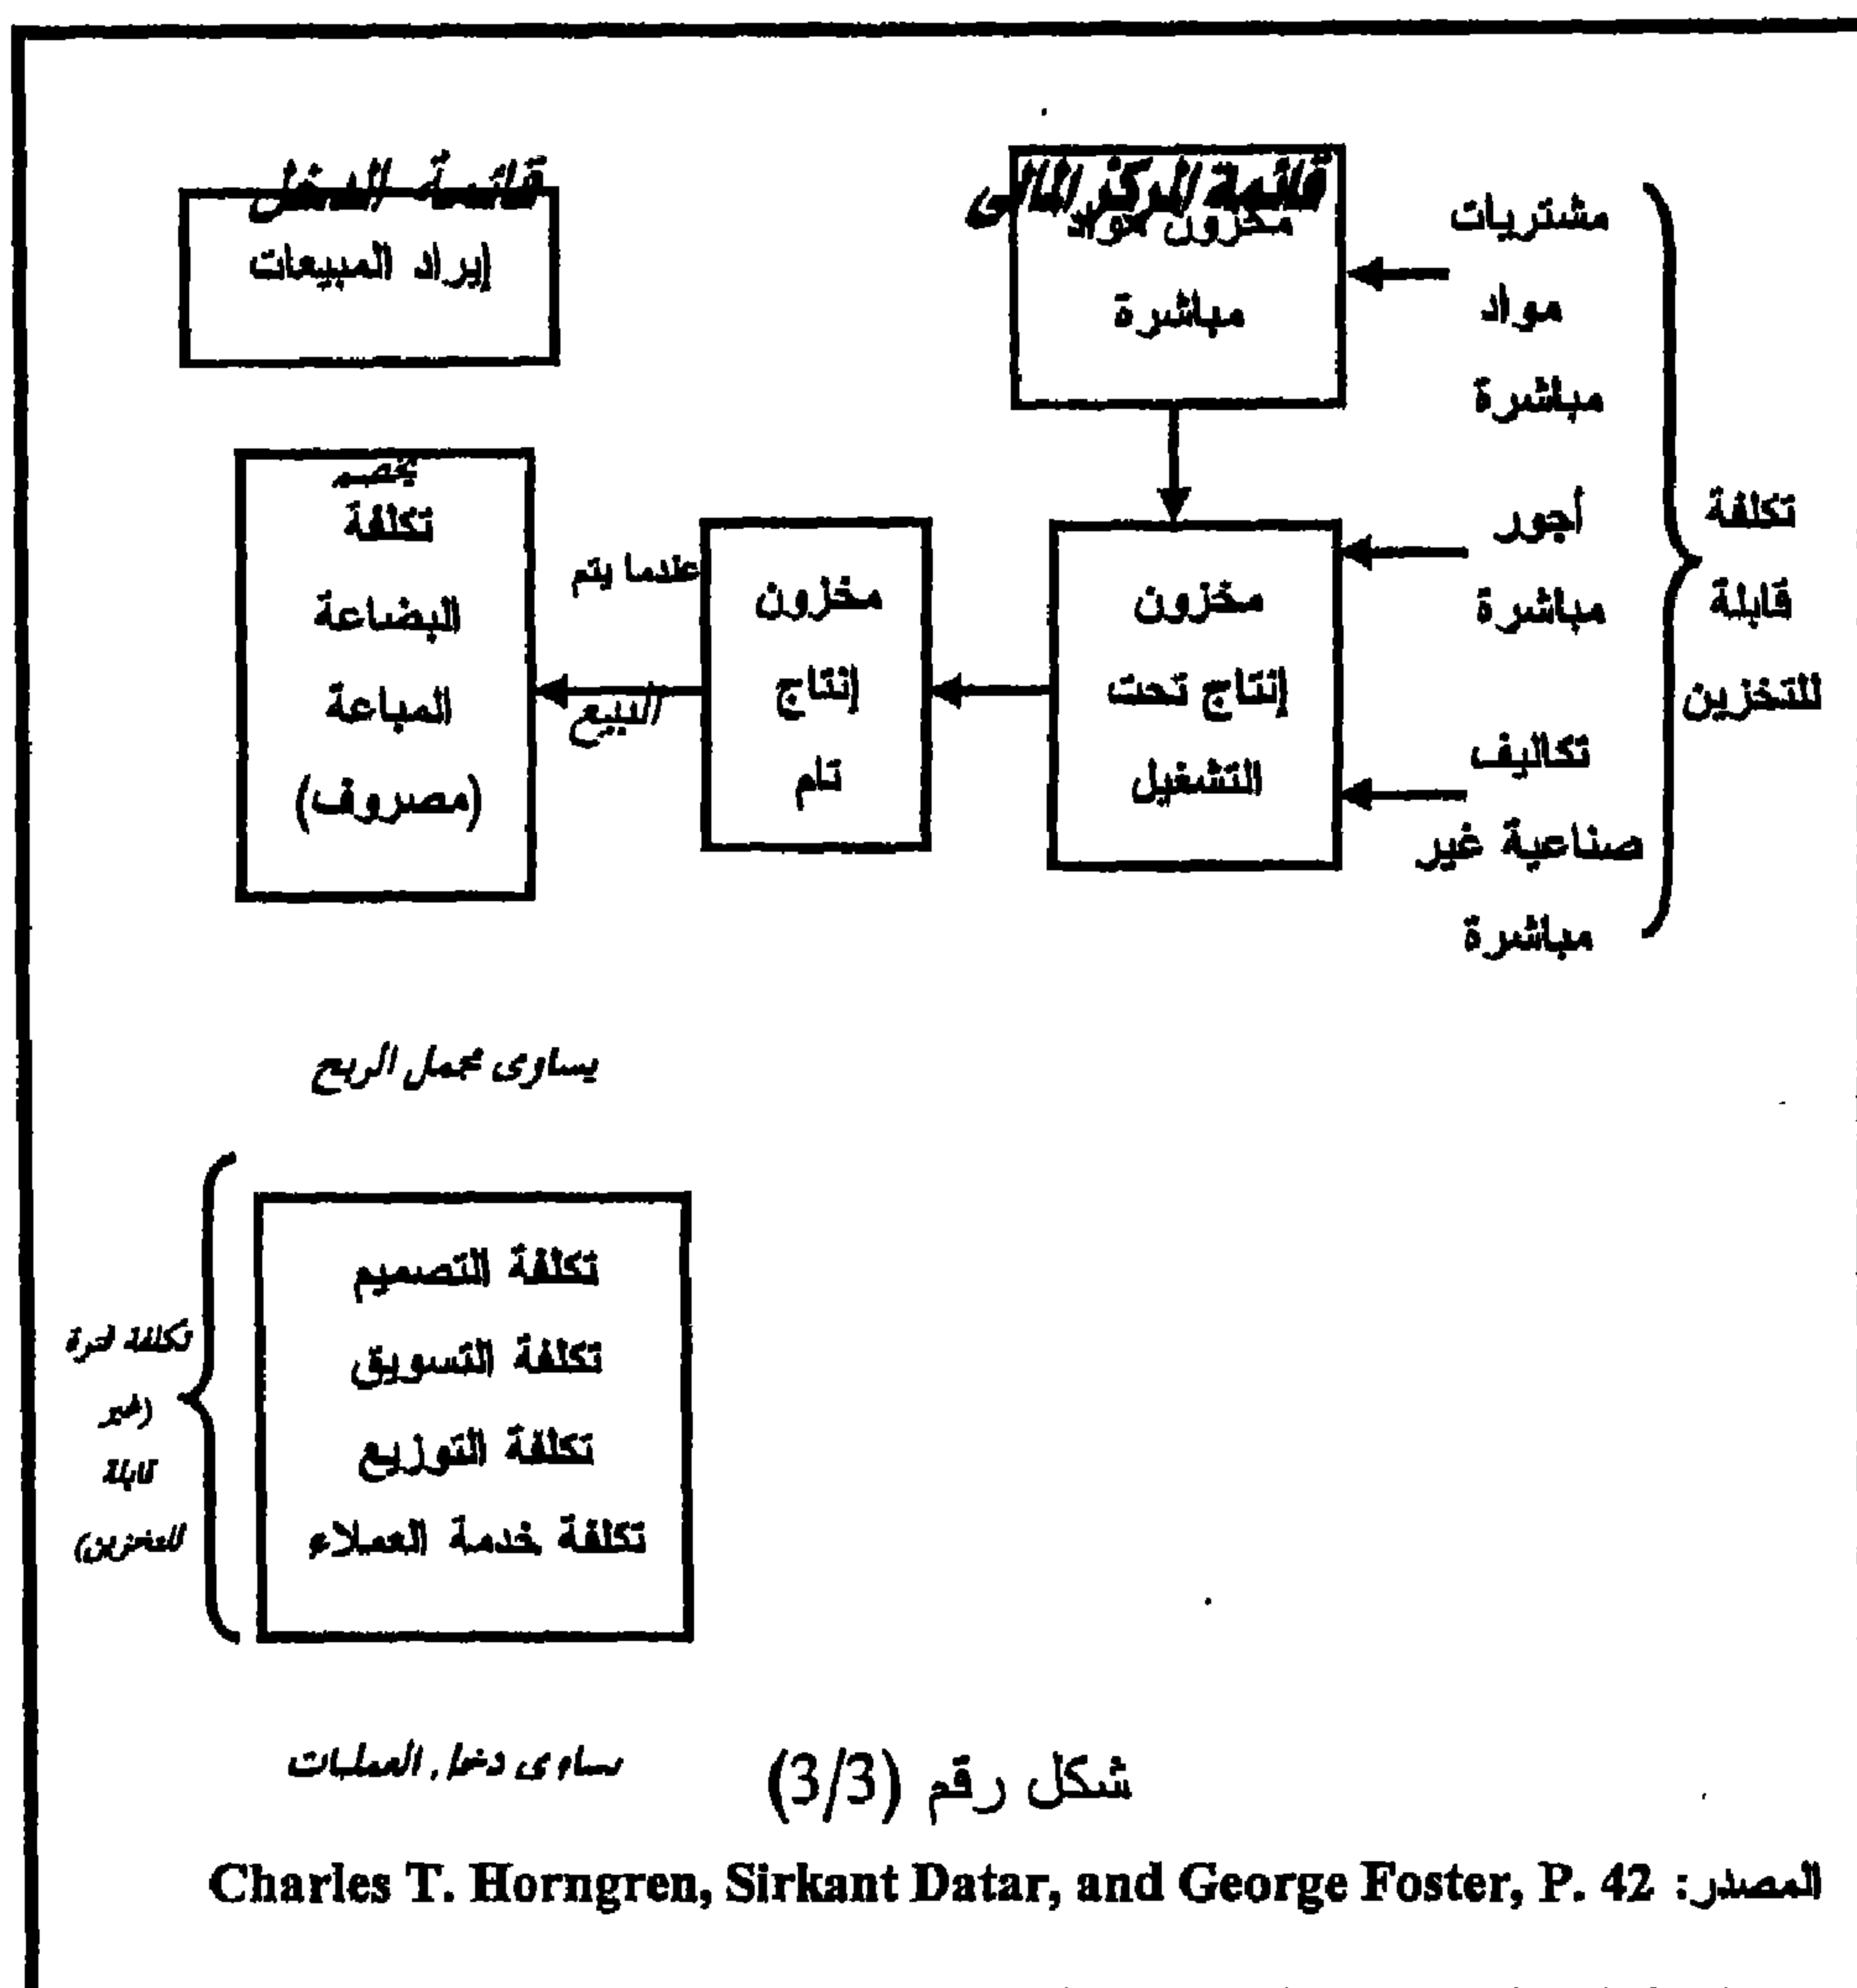 قائمة المركز المالى
قائمة الدخل
مشتريات
مواد
مباشرة
مخزون مواد
مباشرة
إيراد المبيعات
تكلفة
قابلة
للتخزين
أجور
مباشرة
تكاليف
صناعية غير
مباشرة
مخزون
إنتاج تحت
التشغيل
مخزون
إنتاج
تام
عندما يتم
البيع
يخصم
تكلفة
البضاعة
المباعة
(مصروف)
يساوى مجمل الربح
تكلفة التصميم
تكلفة التسويق
تكلفة التوزيع
تكلفة خدمة العملاء
تكلفة فترة
(غير
قابلة
للتخزين)
يساوى دخل العمليات
شكل رقم (3/3)
المصدر: Charles T. Horngren, Sirkant Datar, and George Foster, P. 42